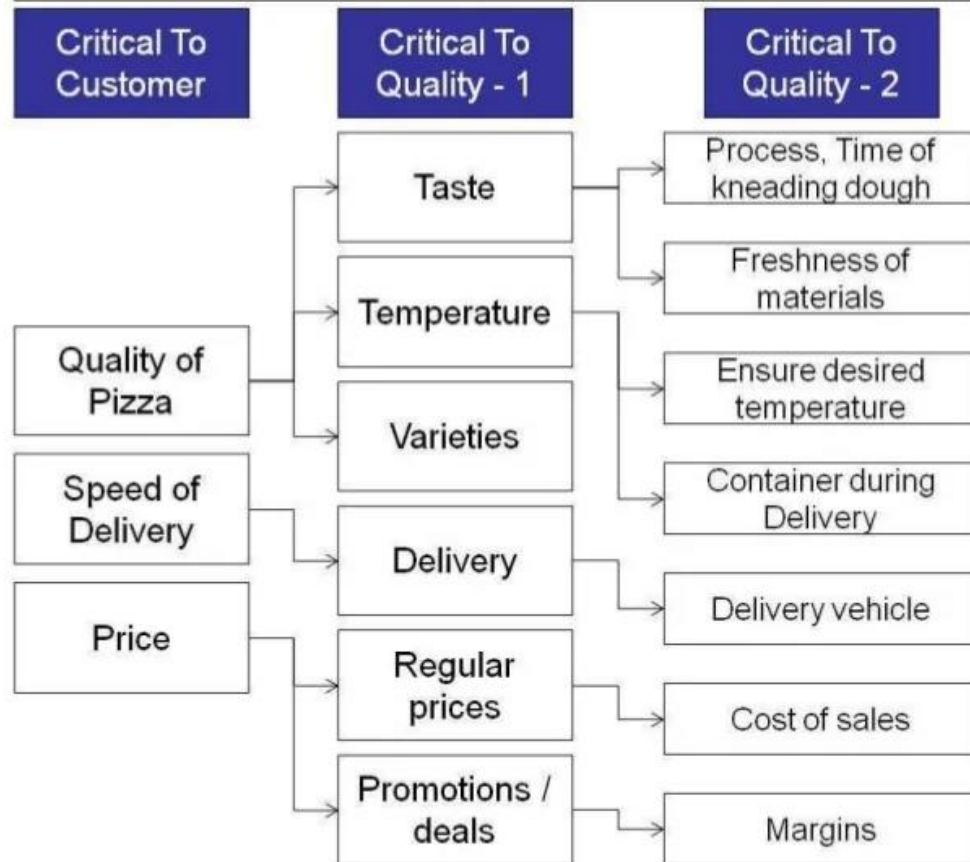 Critical To
Customer
Critical To
Quality - 1
Critical To
Quality - 2
Quality of
Pizza
Speed of
Delivery
Price
Taste
Temperature
Varieties
Delivery
Regular
prices
Promotions /
deals
Process, Time of
kneading dough
Freshness of
materials
Ensure desired
temperature
Container during
Delivery
Delivery vehicle
Cost of sales
Margins